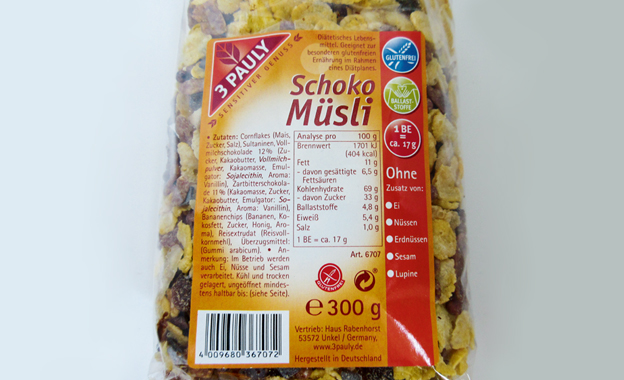 3 PAULY
SENSITIVER GENUSS
Diätetisches Lebens-
mittel. Geeignet zur
besonderen glutenfreien
Ernährung im Rahmen
eines Diätplanes.
GLUTENFREI
BALLAST-
STOFFE
1 BE
=
ca. 17 g
Schoko
Müsli
• Zutaten: Cornflakes (Mais,
Zucker, Salz), Sultaninen, Voll-
milchschokolade 12% (Zu-
cker, Kakaobutter, Vollmilch-
pulver, Kakaomasse, Emul-
gator: Sojalecithin, Aroma:
Vanillin), Zartbitterschokola-
de 11% (Kakaomasse, Zucker,
Kakaobutter, Emulgator: So-
jalecithin, Aroma: Vanillin),
Bananenchips (Bananen, Ko-
kosfett, Zucker, Honig, Aro-
ma), Reisextrudat (Reisvoll-
kornmehl), Überzugsmittel:
(Gummi arabicum). • An-
merkung: Im Betrieb werden
auch Ei, Nüsse und Sesam
verarbeitet. Kühl und trocken
gelagert, ungeöffnet mindes-
tens haltbar bis: (siehe Seite).
Analyse pro 100 g
Brennwert 1701 kJ
(404 kcal)
Fett 11 g
- davon gesättigte 6,5 g
Fettsäuren
Kohlenhydrate 69 g
- davon Zucker 33 g
Ballaststoffe 4,8 g
Eiweiß 5,4 g
Salz 1,0 g
1 BE = ca. 17 g
Art. 6707
Ohne
Zusatz von:
Ei
Nüssen
Erdnüssen
Sesam
Lupine
GLUTENFREI
e 300 g
Vertrieb: Haus Rabenhorst
53572 Unkel / Germany,
www.3pauly.de
Hergestellt in Deutschland
4 009680 367072